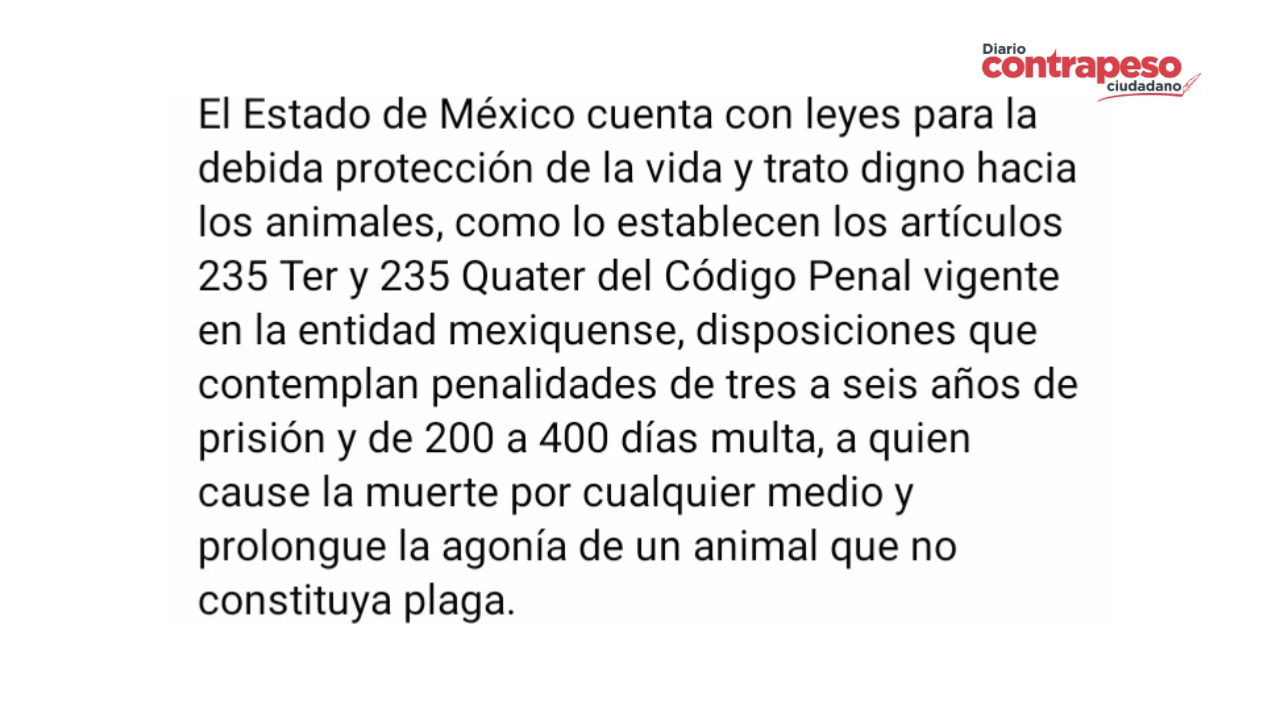 Diario
contrapeso
ciudadano
El Estado de México cuenta con leyes para la
debida protección de la vida y trato digno hacia
los animales, como lo establecen los artículos
235 Ter y 235 Quater del Código Penal vigente
en la entidad mexiquense, disposiciones que
contemplan penalidades de tres a seis años de
prisión y de 200 a 400 días multa, a quien
cause la muerte por cualquier medio y
prolongue la agonía de un animal que no
constituya plaga.